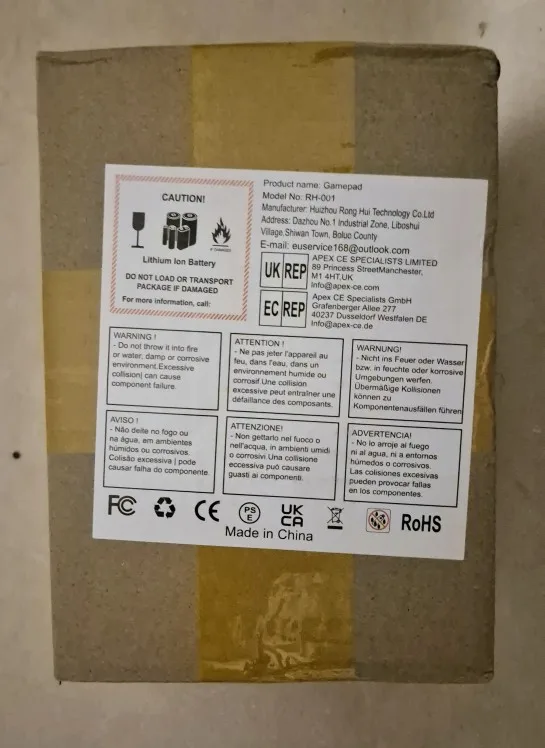 CAUTION!
IF DAMAGED
Lithium Ion Battery
DO NOT LOAD OR TRANSPORT
PACKAGE IF DAMAGED
For more information, call:
Product name: Gamepad
Model No: RH-001
Manufacturer: Huizhou Rong Hui Technology Co.Ltd
Address: Dazhou No.1 Industrial Zone, Liboshui
Village,Shiwan Town, Boluo County
E-mail: euservice168@outlook.com
UK REP
APEX CE SPECIALISTS LIMITED
89 Princess StreetManchester,
M1 4HT,UK
Info@apex-ce.com
EC REP
Apex CE Specialists GmbH
Grafenberger Allee 277
40237 Dusseldorf Westfalen DE
Info@apex-ce.de
WARNING !
- Do not throw it into fire
or water, damp or corrosive
environment.Excessive
collision| can cause
component failure.
ATTENTION !
- Ne pas jeter l'appareil au
feu, dans l'eau, dans un
environnement humide ou
corrosif.Une collision
excessive peut entraîner une
défaillance des composants.
WARNUNG!
- Nicht ins Feuer oder Wasser
bzw. in feuchte oder korrosive
Umgebungen werfen.
Übermäßige Kollisionen
können zu
Komponentenausfällen führen
AVISO !
- Não deite no fogo ou
na água, em ambientes
húmidos ou corrosivos.
Colisão excessiva | pode
causar falha do componente.
ATTENZIONE!
- Non gettarlo nel fuoco o
nell'acqua, in ambienti umidi
o corrosivi.Una collisione
eccessiva può causare
guasti ai componenti.
ADVERTENCIA!
- No lo arroje al fuego
ni al agua, ni a entornos
húmedos o corrosivos.
Las colisiones excesivas
pueden provocar fallas
en los componentes.
FC CE PS E UK CA RoHS
Made in China